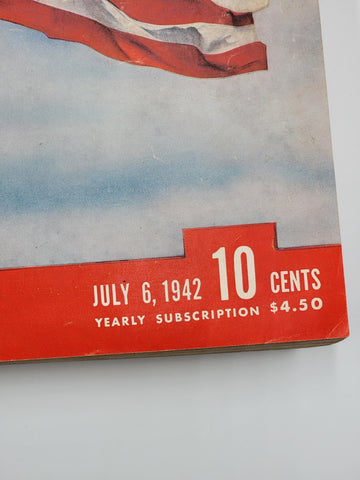 JULY 6, 1942 10 CENTS
YEARLY SUBSCRIPTION $4.50